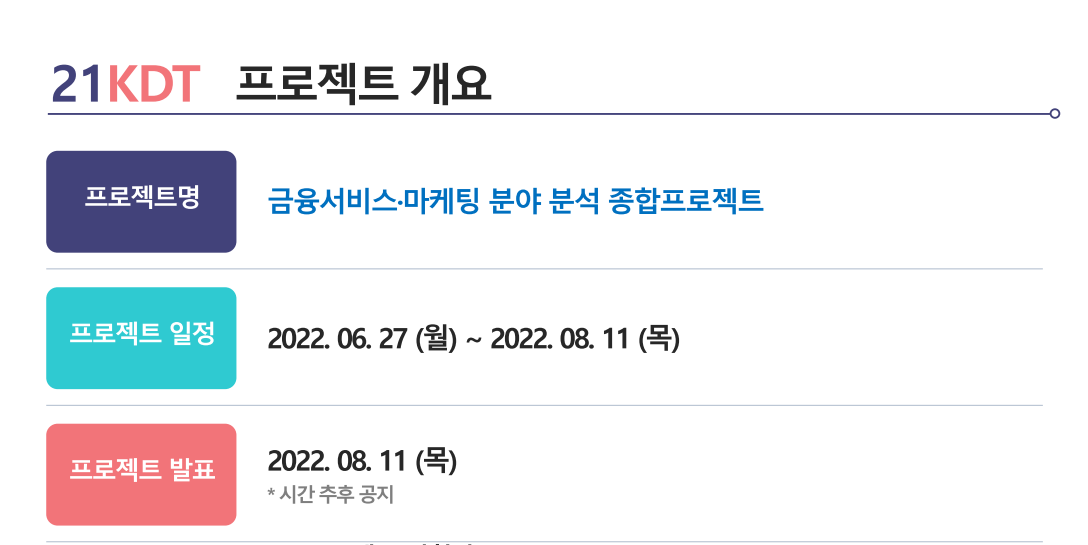 21KDT 프로젝트 개요
프로젝트명
금융서비스·마케팅 분야 분석 종합프로젝트
프로젝트 일정
2022. 06. 27 (월) ~ 2022. 08. 11 (목)
프로젝트 발표
2022. 08. 11 (목)
* 시간 추후 공지